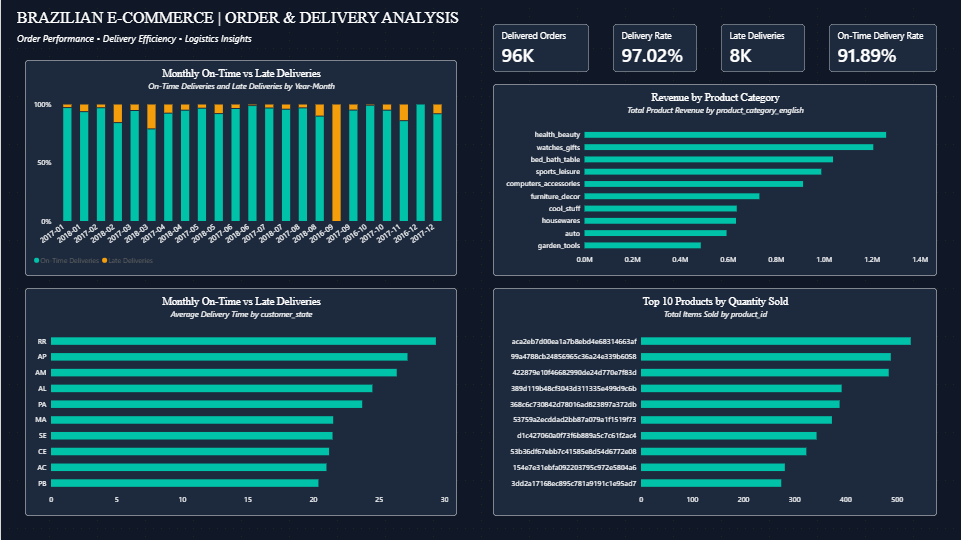 BRAZILIAN E-COMMERCE | ORDER & DELIVERY ANALYSIS
Order Performance • Delivery Efficiency • Logistics Insights
Delivered Orders
96K
Delivery Rate
97.02%
Late Deliveries
8K
On-Time Delivery Rate
91.89%
Monthly On-Time vs Late Deliveries
On-Time Deliveries and Late Deliveries by Year-Month
100%
50%
0%
2017-01 2018-01 2017-02 2018-02 2017-03 2018-03 2017-04 2018-04 2017-05 2018-05 2017-06 2018-06 2017-07 2018-07 2017-08 2018-08 2016-09 2017-09 2016-10 2017-10 2017-11 2016-12 2017-12
On-Time Deliveries Late Deliveries
Revenue by Product Category
Total Product Revenue by product_category_english
health_beauty
watches_gifts
bed_bath_table
sports_leisure
computers_accessories
furniture_decor
cool_stuff
housewares
auto
garden_tools
0.0M 0.2M 0.4M 0.6M 0.8M 1.0M 1.2M 1.4M
Monthly On-Time vs Late Deliveries
Average Delivery Time by customer_state
RR
AP
AM
AL
PA
MA
SE
CE
AC
PB
0 5 10 15 20 25 30
Top 10 Products by Quantity Sold
Total Items Sold by product_id
aca2eb7d00ea1a7b8ebd4e68314663af
99a4788cb24856965c36a24e339b6058
422879e10f46682990de24d770e7f83d
389d119b48cf3043d311335e499d9c6b
368c6c730842d78016ad823897a372db
53759a2ecddad2bb87a079a1f1519f73
d1c427060a0f73f6b889a5c7c61f2ac4
53b36df67ebb7c41585e8d54d6772e08
154e7e31ebfa092203795c972e5804a6
3dd2a17168ec895c781a9191c1e95ad7
0 100 200 300 400 500